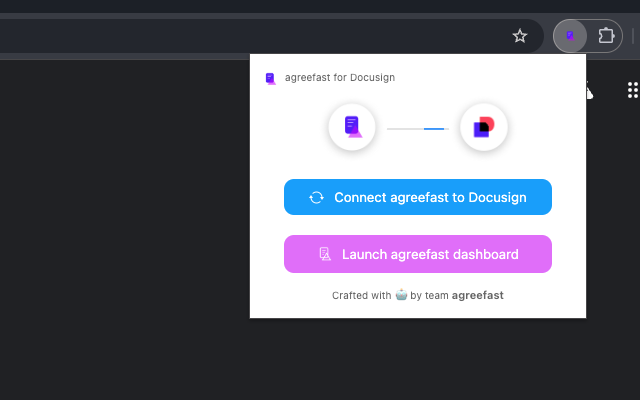 agreefast for Docusign
Connect agreefast to Docusign
Launch agreefast dashboard
Crafted with 🍚 by team agreefast